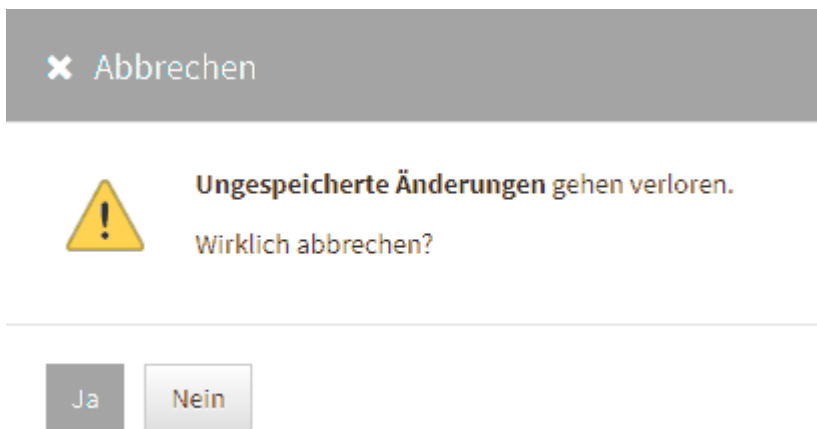 Abbrechen
Ungespeicherte Änderungen gehen verloren.
Wirklich abbrechen?
Ja Nein